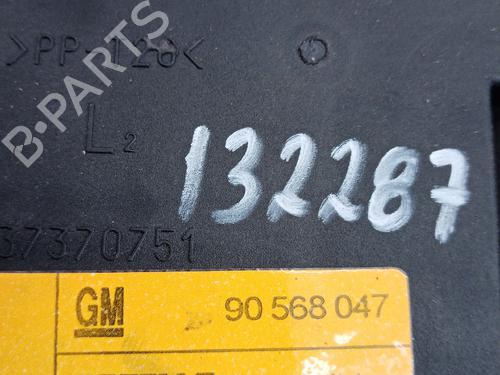 >PP-T20<
B-PARTS
L2
132287
37370751
GM
90 568 047